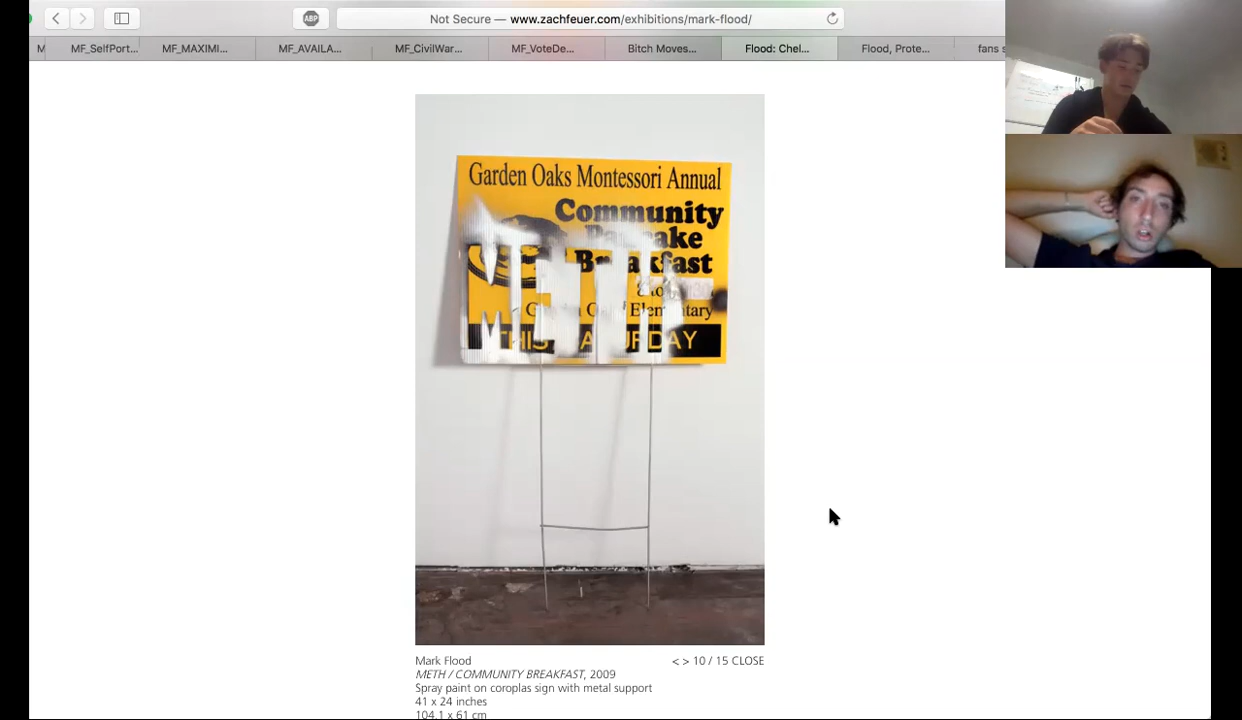 Not Secure — www.zachfeuer.com/exhibitions/mark-flood/
ABP
M MF_SelfPort... MF_MAXIMI... MF_AVAILA... MF_CivilWar... MF_VoteDe... Bitch Moves... Flood: Chel... Flood, Prote... fans s
Garden Oaks Montessori Annual
Community
Breakfast
METH
THIS SATURDAY
Mark Flood
< > 10 / 15 CLOSE
METH / COMMUNITY BREAKFAST, 2009
Spray paint on coroplas sign with metal support
41 x 24 inches
104.1 x 61 cm